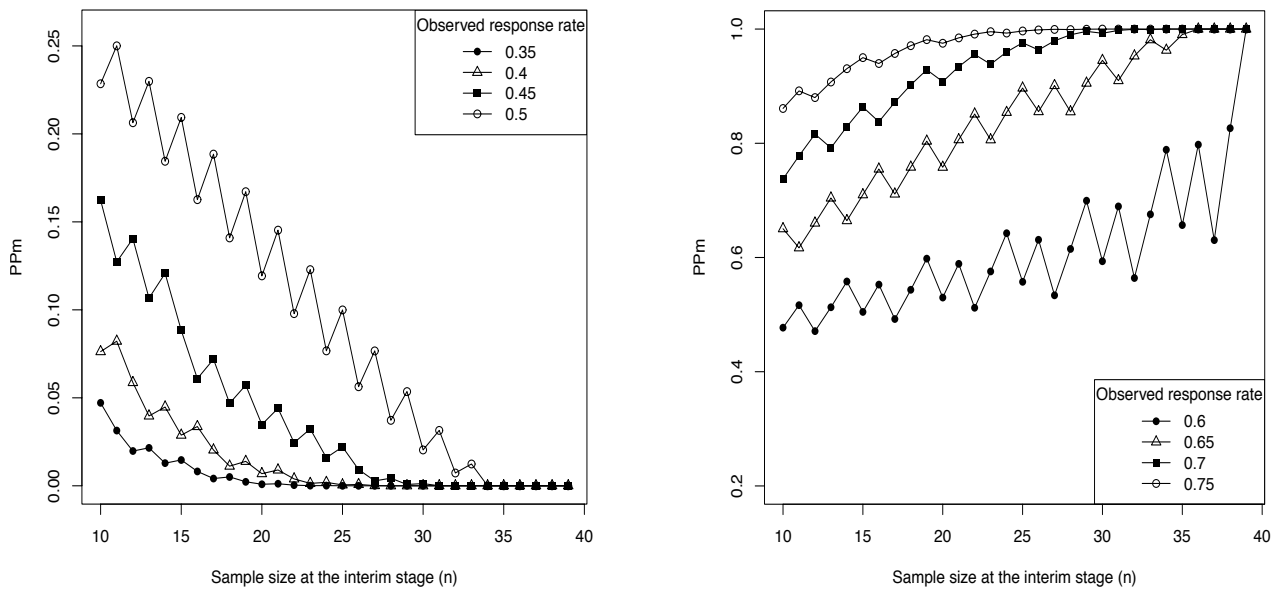 Observed response rate
0.35
0.4
0.45
0.5
0.25
0.20
0.15
0.10
0.05
0.00
PPm
10 15 20 25 30 35 40
Sample size at the interim stage (n)
1.0
0.8
0.6
0.4
0.2
PPm
Observed response rate
0.6
0.65
0.7
0.75
10 15 20 25 30 35 40
Sample size at the interim stage (n)